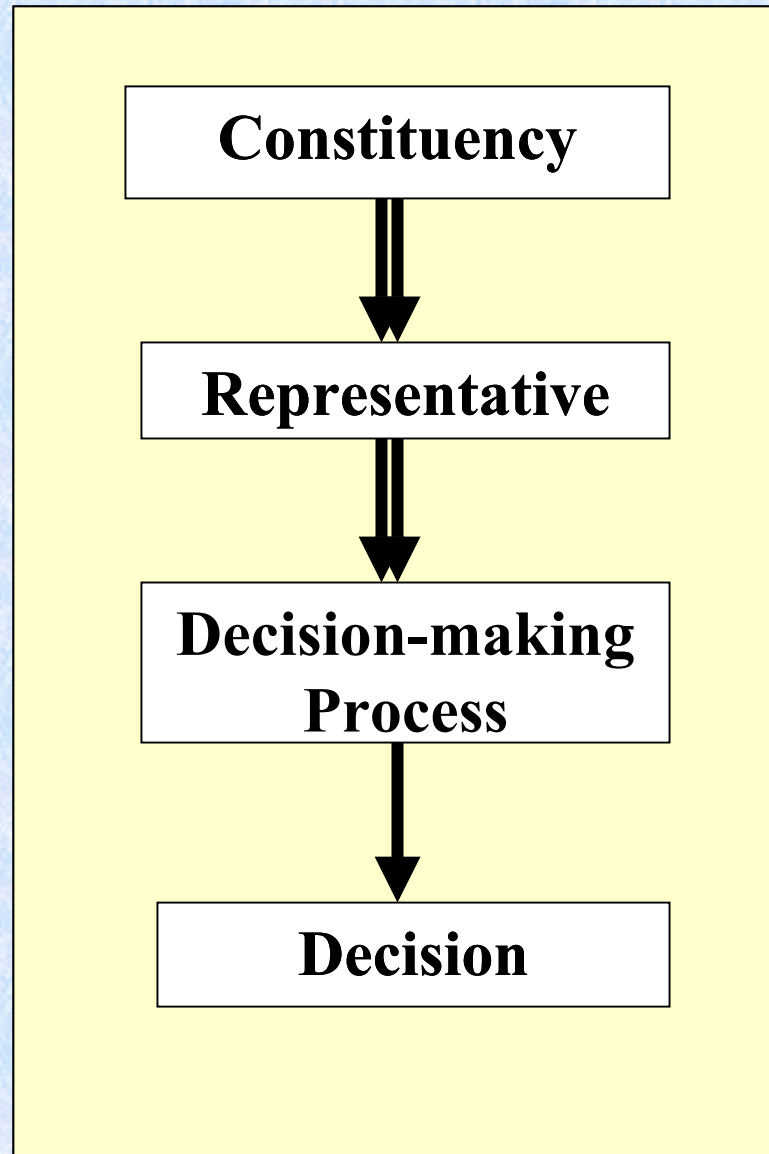 Constituency
Representative
Decision-making
Process
Decision